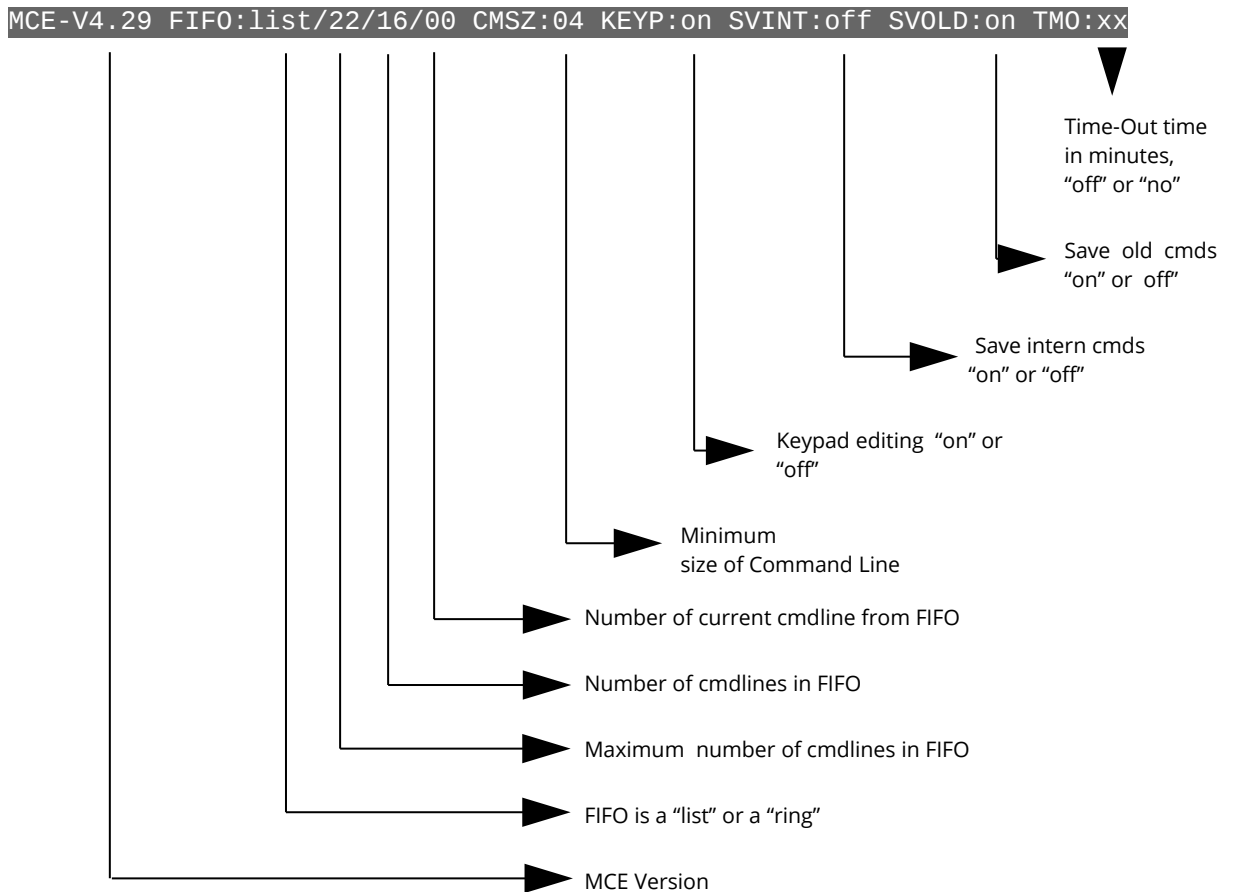 MCE-V4.29 FIFO:list/22/16/00 CMSZ:04 KEYP:on SVINT:off SVOLD:on TMO:xx
Time-Out time
in minutes,
“off” or “no”
Save old cmds
“on” or off”
Save intern cmds
“on” or “off”
Keypad editing “on” or
“off”
Minimum
size of Command Line
Number of current cmdline from FIFO
Number of cmdlines in FIFO
Maximum number of cmdlines in FIFO
FIFO is a “list” or a “ring”
MCE Version